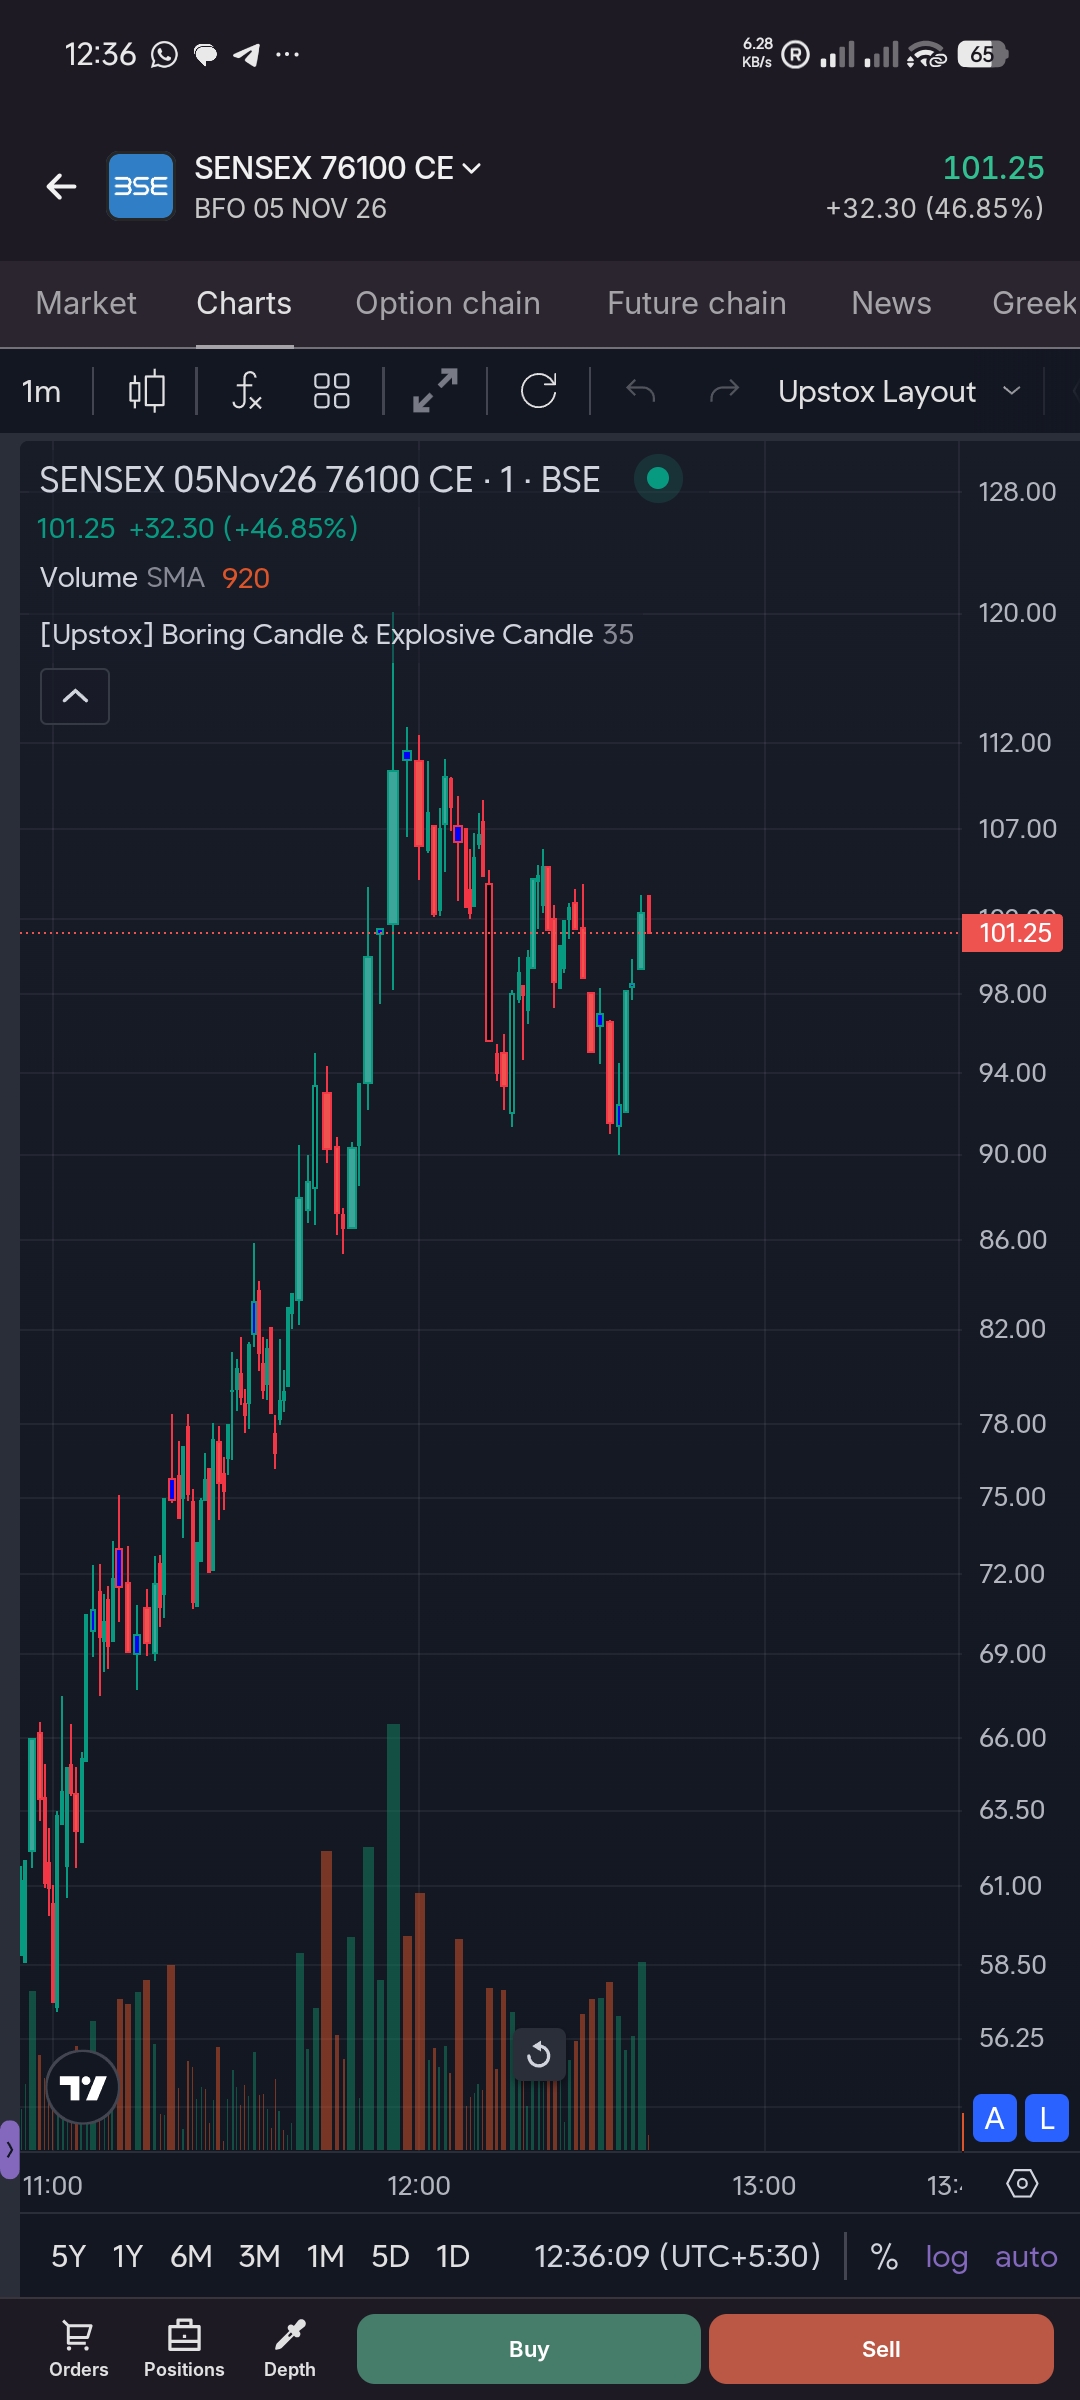 12:36 ... 6.28 KB/s R 65
BSE SENSEX 76100 CE 101.25
BFO 05 NOV 26 +32.30 (46.85%)
Market Charts Option chain Future chain News Greek
1m fx Upstox Layout
SENSEX 05Nov26 76100 CE · 1 · BSE
101.25 +32.30 (+46.85%)
Volume SMA 920
[Upstox] Boring Candle & Explosive Candle 35
128.00
120.00
112.00
107.00
101.25
98.00
94.00
90.00
86.00
82.00
78.00
75.00
72.00
69.00
66.00
63.50
61.00
58.50
56.25
A L
11:00 12:00 13:00 13:
5Y 1Y 6M 3M 1M 5D 1D 12:36:09 (UTC+5:30) % log auto
Orders Positions Depth Buy Sell